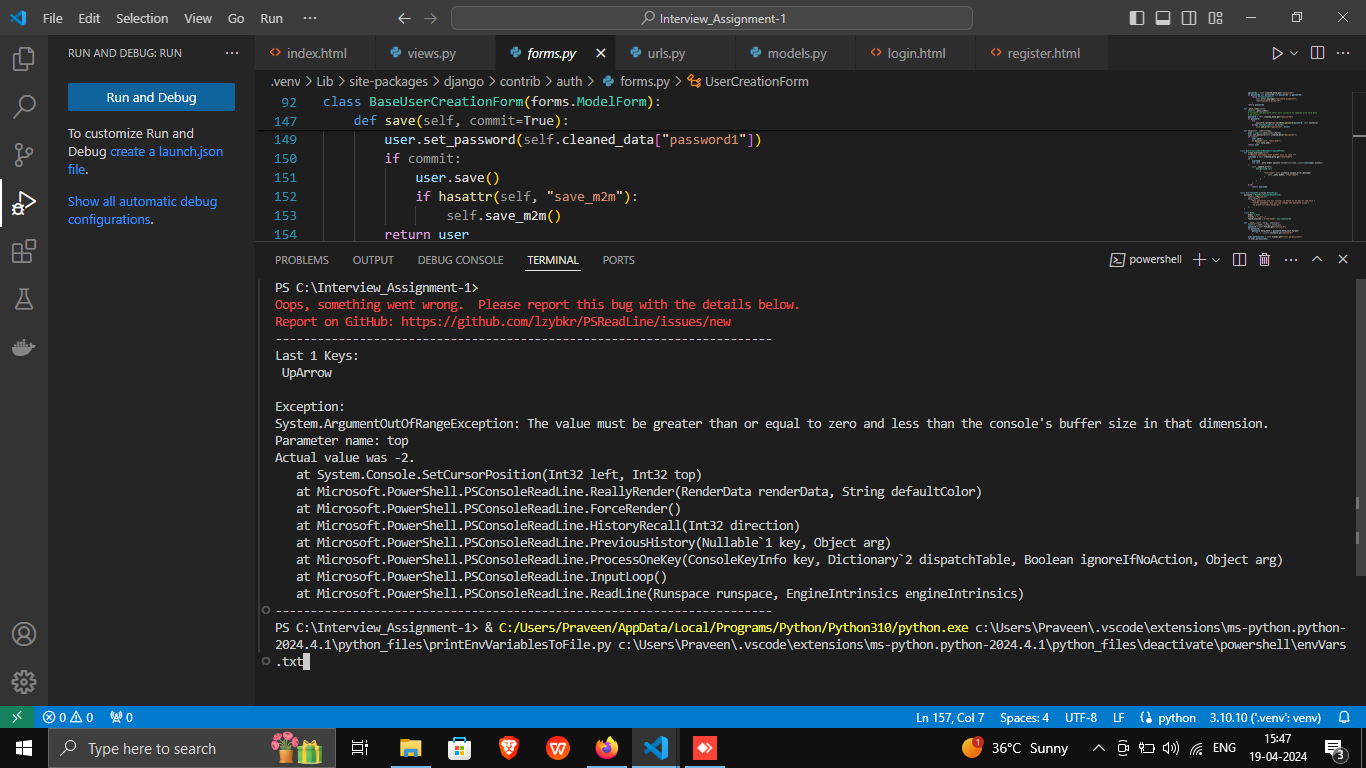 File Edit Selection View Go Run ··· Interview_Assignment-1
RUN AND DEBUG: RUN ···
index.html views.py forms.py urls.py models.py login.html register.html
.venv > Lib > site-packages > django > contrib > auth > forms.py > UserCreationForm
Run and Debug
To customize Run and
Debug create a launch.json
file.
Show all automatic debug
configurations.
92 class BaseUserCreationForm(forms.ModelForm):
147 def save(self, commit=True):
149 user.set_password(self.cleaned_data["password1"])
150 if commit:
151 user.save()
152 if hasattr(self, "save_m2m"):
153 self.save_m2m()
154 return user
PROBLEMS OUTPUT DEBUG CONSOLE TERMINAL PORTS powershell
PS C:\Interview_Assignment-1>
Oops, something went wrong.  Please report this bug with the details below.
Report on GitHub: https://github.com/lzybkr/PSReadLine/issues/new
-----------------------------------------------------------------------
Last 1 Keys:
 UpArrow
Exception:
System.ArgumentOutOfRangeException: The value must be greater than or equal to zero and less than the console's buffer size in that dimension.
Parameter name: top
Actual value was -2.
   at System.Console.SetCursorPosition(Int32 left, Int32 top)
   at Microsoft.PowerShell.PSConsoleReadLine.ReallyRender(RenderData renderData, String defaultColor)
   at Microsoft.PowerShell.PSConsoleReadLine.ForceRender()
   at Microsoft.PowerShell.PSConsoleReadLine.HistoryRecall(Int32 direction)
   at Microsoft.PowerShell.PSConsoleReadLine.PreviousHistory(Nullable`1 key, Object arg)
   at Microsoft.PowerShell.PSConsoleReadLine.ProcessOneKey(ConsoleKeyInfo key, Dictionary`2 dispatchTable, Boolean ignoreIfNoAction, Object arg)
   at Microsoft.PowerShell.PSConsoleReadLine.InputLoop()
   at Microsoft.PowerShell.PSConsoleReadLine.ReadLine(Runspace runspace, EngineIntrinsics engineIntrinsics)
-----------------------------------------------------------------------
PS C:\Interview_Assignment-1> & C:/Users/Praveen/AppData/Local/Programs/Python/Python310/python.exe c:\Users\Praveen\.vscode\extensions\ms-python.python-
2024.4.1\python_files\printEnvVariablesToFile.py c:\Users\Praveen\.vscode\extensions\ms-python.python-2024.4.1\python_files\deactivate\powershell\envVars
.txt
0 0 0 Ln 157, Col 7 Spaces: 4 UTF-8 LF python 3.10.10 ('.venv': venv)
Type here to search 1 36°C Sunny ENG 15:47
19-04-2024 3